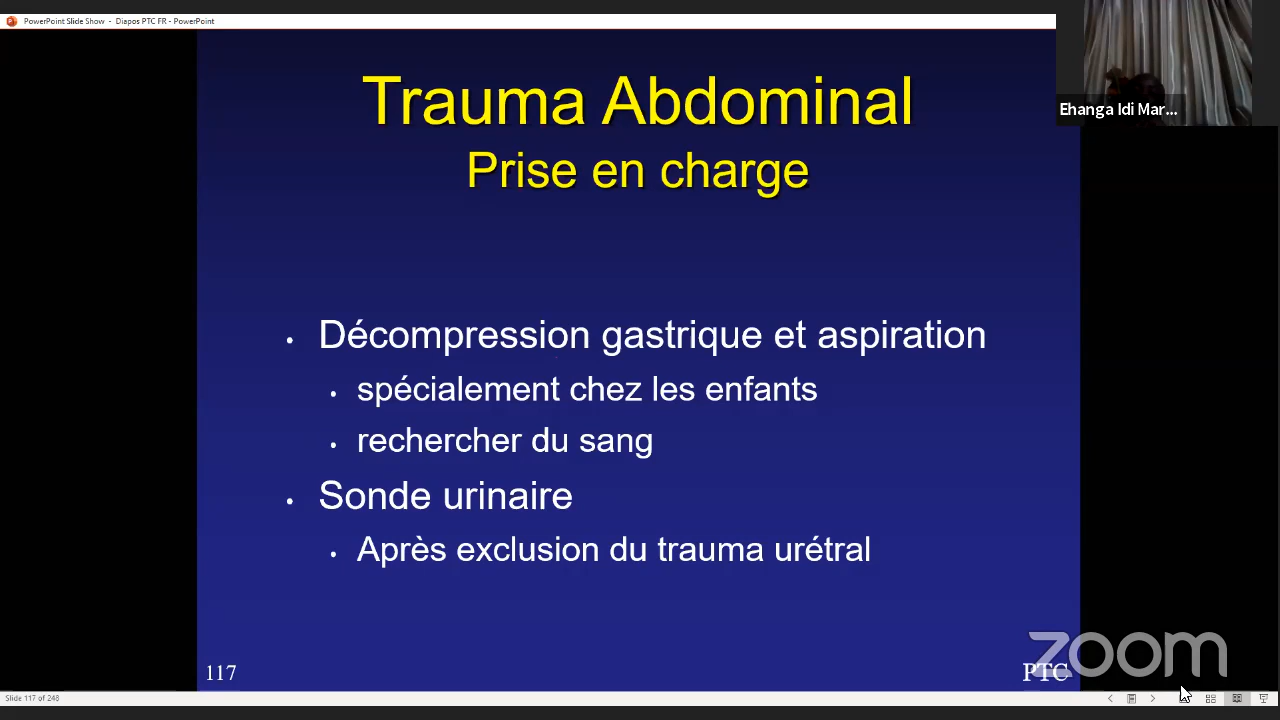 PowerPoint Slide Show - Diapos PTC FR - PowerPoint
Ehanga Idi Mar...
Trauma Abdominal
Prise en charge
• Décompression gastrique et aspiration
• spécialement chez les enfants
• rechercher du sang
• Sonde urinaire
• Après exclusion du trauma urétral
117
PTC
zoom
Slide 117 of 248